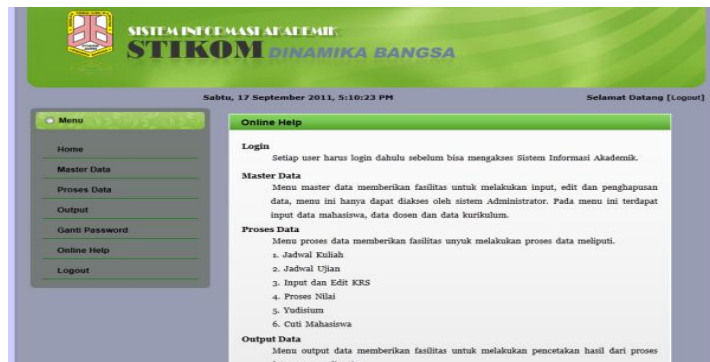 SISTEM INFORMASI AKADEMIK
STIKOM DINAMIKA BANGSA
Sabtu, 17 September 2011, 5:10:23 PM
Selamat Datang [Logout]
Menu
Home
Master Data
Proses Data
Output
Ganti Password
Online Help
Logout
Online Help
Login
Setiap user harus login dahulu sebelum bisa mengakses Sistem Informasi Akademik.
Master Data
Menu master data memberikan fasilitas untuk melakukan input, edit dan penghapusan
data, menu ini hanya dapat diakses oleh sistem Administrator. Pada menu ini terdapat
input data mahasiswa, data dosen dan data kurikulum.
Proses Data
Menu proses data memberikan fasilitas unyuk melakukan proses data meliputi.
1. Jadwal Kuliah
2. Jadwal Ujian
3. Input dan Edit KRS
4. Proses Nilai
5. Yudisium
6. Cuti Mahasiswa
Output Data
Menu output data memberikan fasilitas untuk melakukan pencetakan hasil dari proses